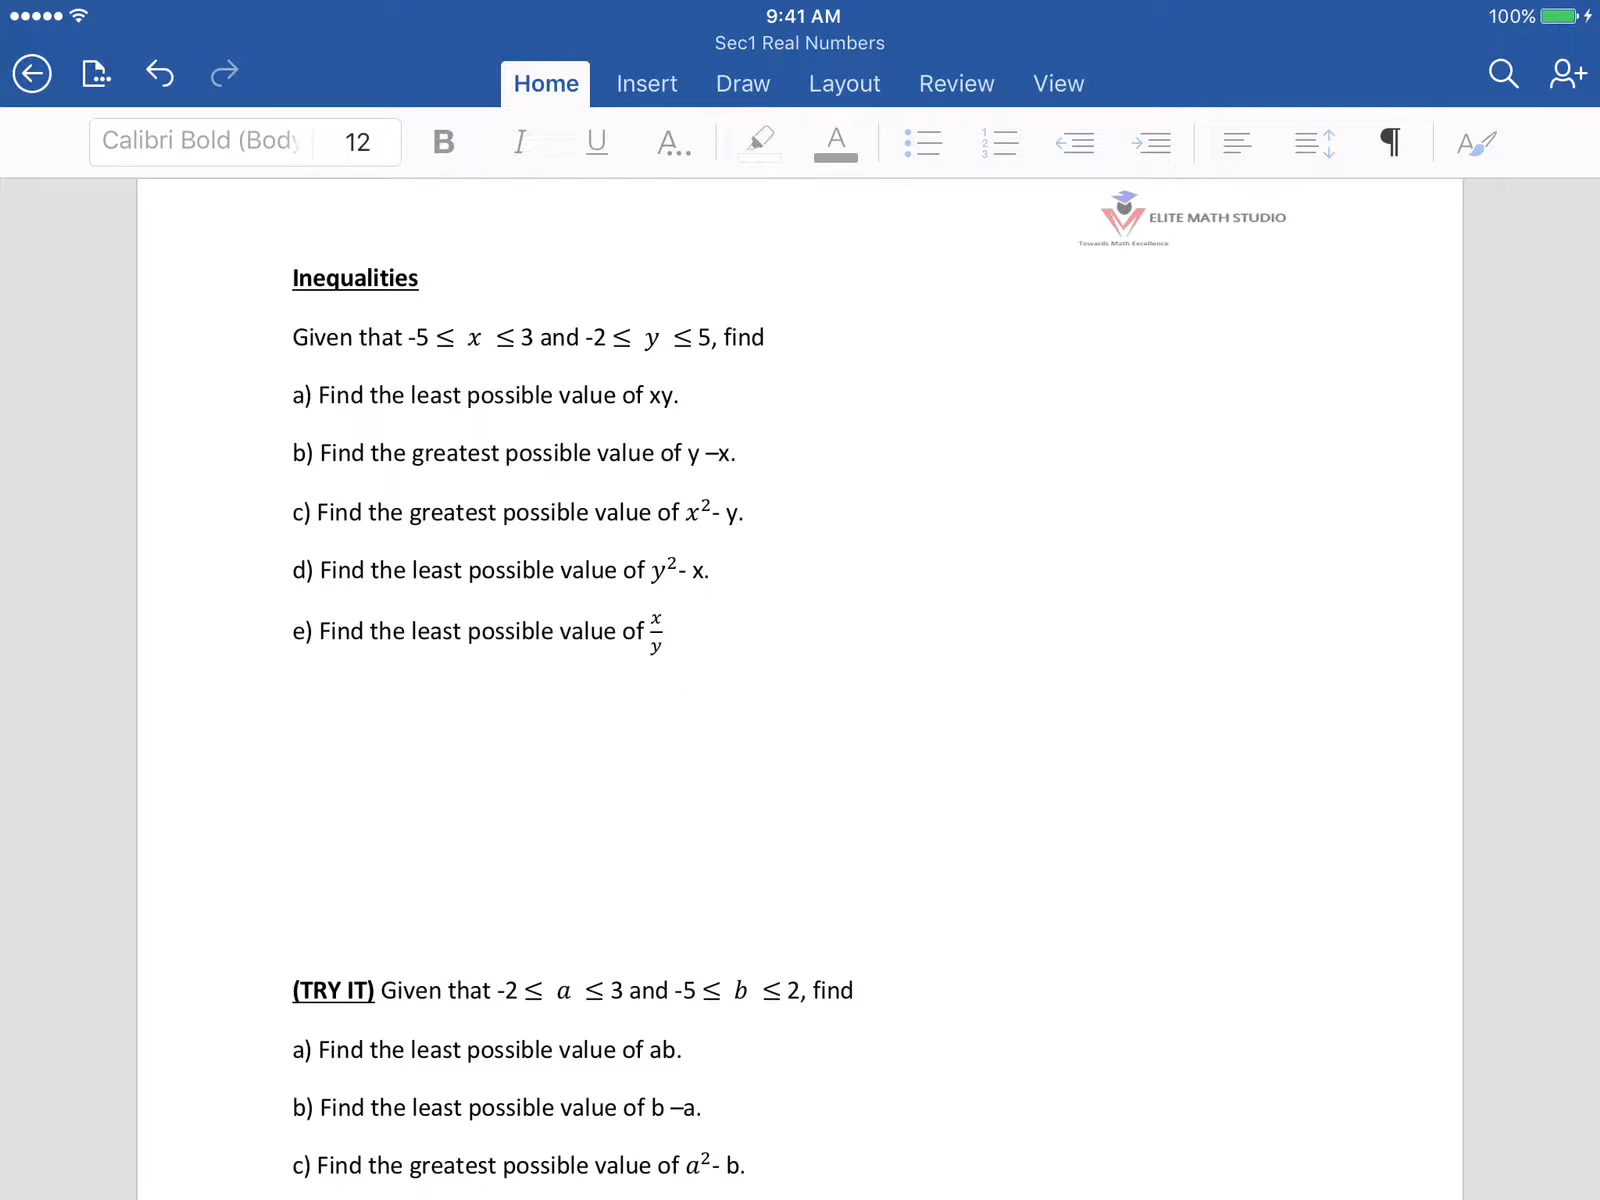 9:41 AM
100%
Sec1 Real Numbers
Home Insert Draw Layout Review View
Calibri Bold (Body 12 B I U A.. A
ELITE MATH STUDIO
Towards Math Excellence
Inequalities
Given that -5 ≤ x ≤ 3 and -2 ≤ y ≤ 5, find
a) Find the least possible value of xy.
b) Find the greatest possible value of y –x.
c) Find the greatest possible value of x²- y.
d) Find the least possible value of y²- x.
e) Find the least possible value of x/y
(TRY IT) Given that -2 ≤ a ≤ 3 and -5 ≤ b ≤ 2, find
a) Find the least possible value of ab.
b) Find the least possible value of b –a.
c) Find the greatest possible value of a²- b.